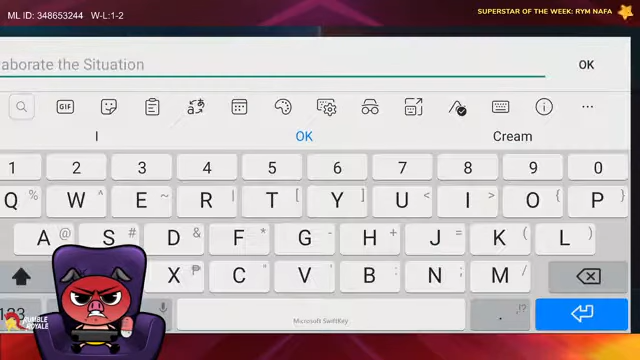 ML ID: 348653244 W-L:1-2
SUPERSTAR OF THE WEEK: RYM NAFA
aborate the Situation
OK
GIF
I OK Cream
1 2 3 4 5 6 7 8 9 0
Q % W ^ E ~ R | T [ Y ] U < I > O { P }
A @ S # D & F * G - H + J = K ( L )
X ₱ C " V ' B : N ; M /
123 Microsoft SwiftKey . ,!?
RUMBLE
ROYALE